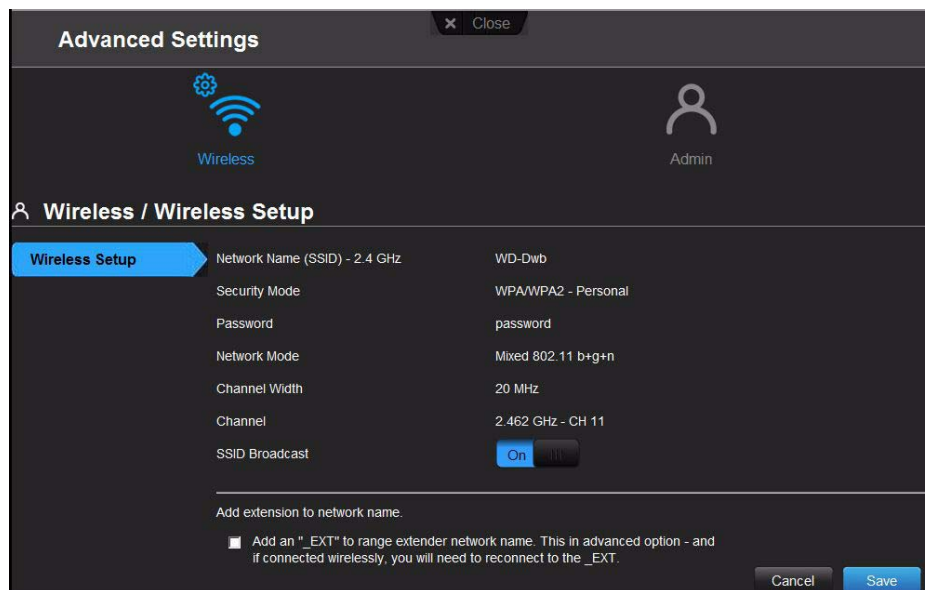 Advanced Settings
Close
Wireless
Admin
Wireless / Wireless Setup
Wireless Setup
Network Name (SSID) - 2.4 GHz WD-Dwb
Security Mode WPA/WPA2 - Personal
Password password
Network Mode Mixed 802.11 b+g+n
Channel Width 20 MHz
Channel 2.462 GHz - CH 11
SSID Broadcast On
Add extension to network name.
Add an "_EXT" to range extender network name. This in advanced option - and
if connected wirelessly, you will need to reconnect to the _EXT.
Cancel Save